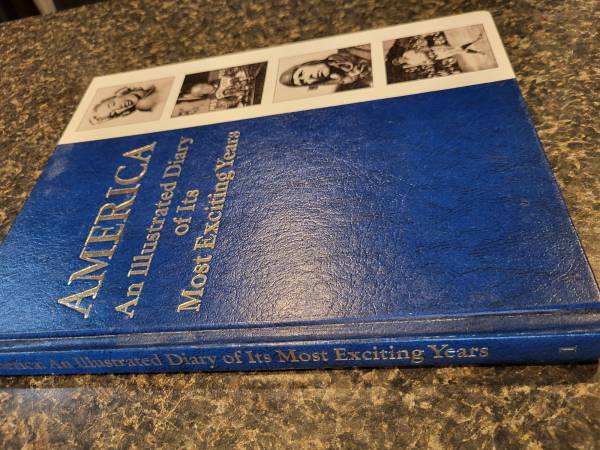 AMERICA
An Illustrated Diary
of Its
Most Exciting Years
erica An Illustrated Diary of Its Most Exciting Years 1